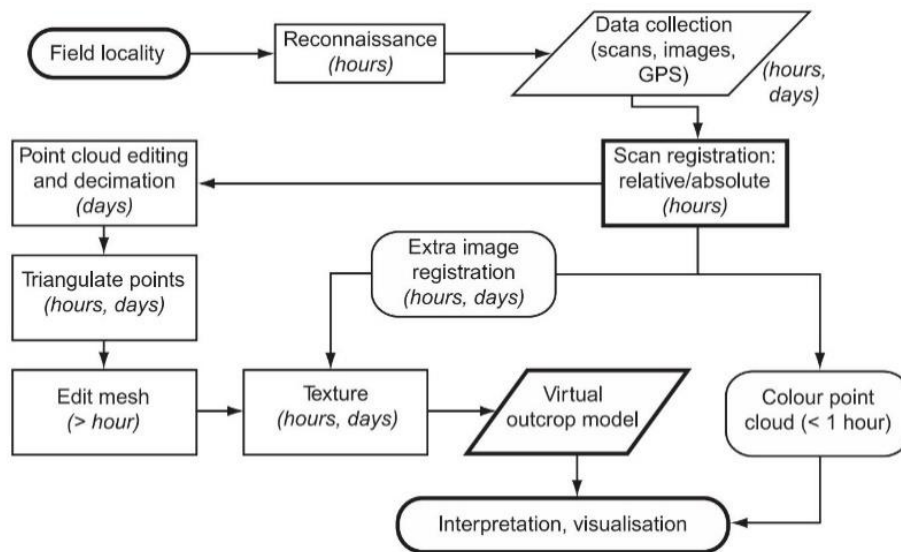 Field locality
Reconnaissance
(hours)
Data collection
(scans, images,
GPS)
(hours,
days)
Point cloud editing
and decimation
(days)
Scan registration:
relative/absolute
(hours)
Extra image
registration
(hours, days)
Triangulate points
(hours, days)
Edit mesh
(> hour)
Texture
(hours, days)
Virtual
outcrop model
Colour point
cloud (< 1 hour)
Interpretation, visualisation